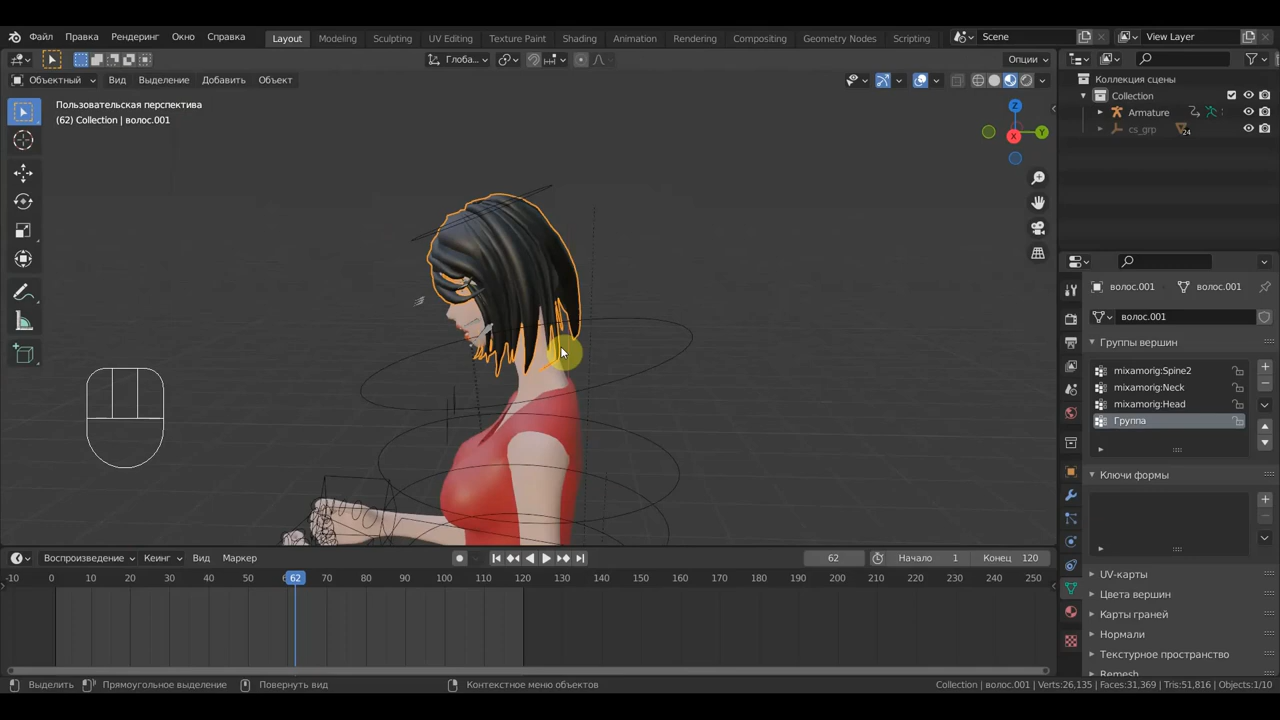 Файл Правка Рендеринг Окно Справка Layout Modeling Sculpting UV Editing Texture Paint Shading Animation Rendering Compositing Geometry Nodes Scripting Scene View Layer
Глоба... Опции
Объектный Вид Выделение Добавить Объект
Пользовательская перспектива
(62) Collection | волос.001
Z
Y
X
Коллекция сцены
Collection
Armature
cs_grp 24
волос.001 волос.001
волос.001
Группы вершин
mixamorig:Spine2
mixamorig:Neck
mixamorig:Head
Группа
Ключи формы
UV-карты
Цвета вершин
Карты граней
Нормали
Текстурное пространство
Remesh
Воспроизведение Кеинг Вид Маркер 62 Начало 1 Конец 120
-10 0 10 20 30 40 50 62 70 80 90 100 110 120 130 140 150 160 170 180 190 200 210 220 230 240 250
Выделить Прямоугольное выделение Повернуть вид Контекстное меню объектов Collection | волос.001 | Verts:26,135 | Faces:31,369 | Tris:51,816 | Objects:1/10